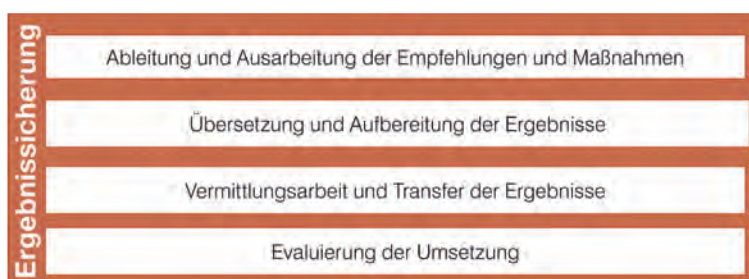 Ergebnissicherung
Ableitung und Ausarbeitung der Empfehlungen und Maßnahmen
Übersetzung und Aufbereitung der Ergebnisse
Vermittlungsarbeit und Transfer der Ergebnisse
Evaluierung der Umsetzung